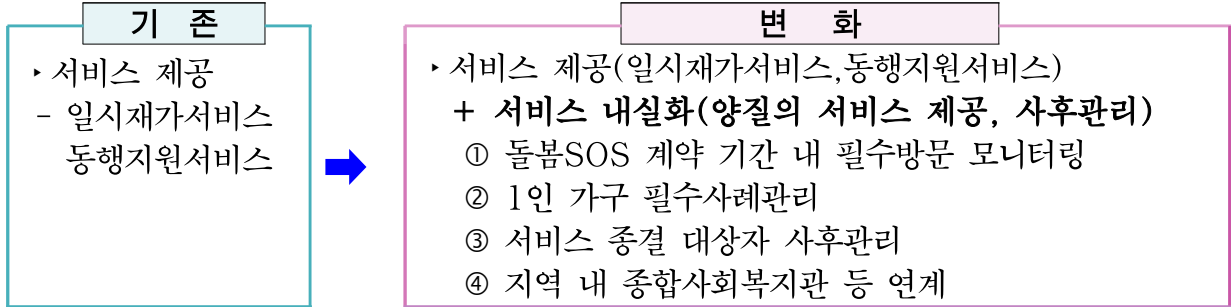 기 존
‣서비스 제공
- 일시재가서비스
동행지원서비스
변 화
‣서비스 제공(일시재가서비스,동행지원서비스)
+ 서비스 내실화(양질의 서비스 제공, 사후관리)
① 돌봄SOS 계약 기간 내 필수방문 모니터링
② 1인 가구 필수사례관리
③ 서비스 종결 대상자 사후관리
④ 지역 내 종합사회복지관 등 연계